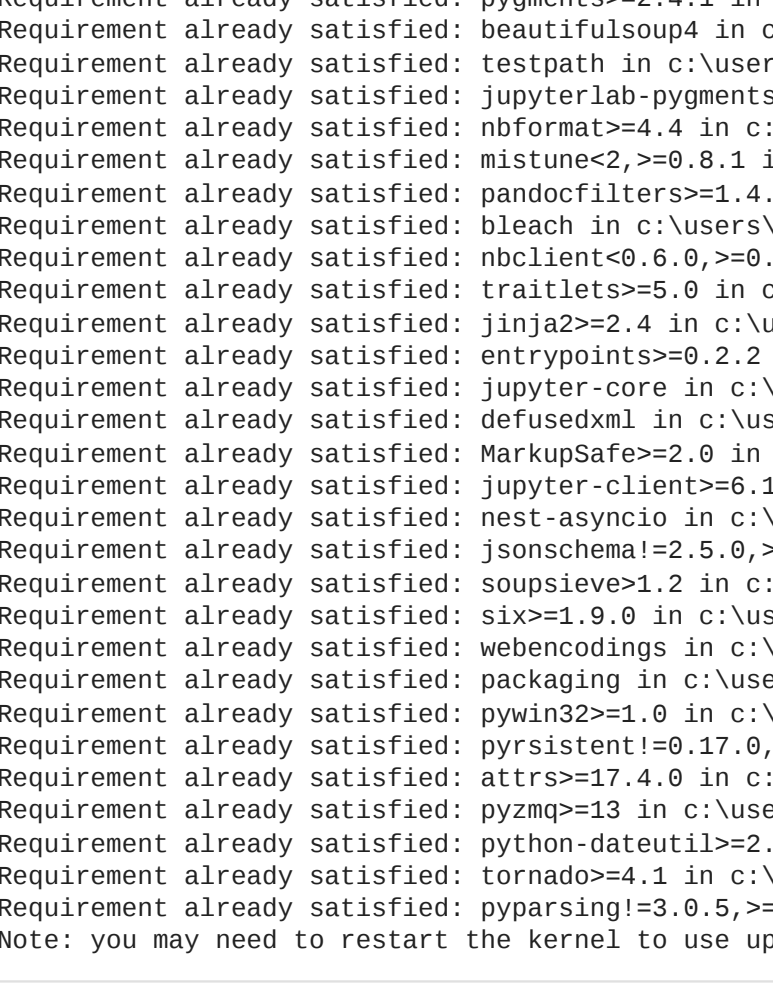 Requirement already satisfied: pygments>=2.4.1 in
Requirement already satisfied: beautifulsoup4 in c
Requirement already satisfied: testpath in c:\user
Requirement already satisfied: jupyterlab-pygments
Requirement already satisfied: nbformat>=4.4 in c:
Requirement already satisfied: mistune<2,>=0.8.1 i
Requirement already satisfied: pandocfilters>=1.4.
Requirement already satisfied: bleach in c:\users\
Requirement already satisfied: nbclient<0.6.0,>=0.
Requirement already satisfied: traitlets>=5.0 in c
Requirement already satisfied: jinja2>=2.4 in c:\u
Requirement already satisfied: entrypoints>=0.2.2
Requirement already satisfied: jupyter-core in c:\
Requirement already satisfied: defusedxml in c:\us
Requirement already satisfied: MarkupSafe>=2.0 in
Requirement already satisfied: jupyter-client>=6.1
Requirement already satisfied: nest-asyncio in c:\
Requirement already satisfied: jsonschema!=2.5.0,>
Requirement already satisfied: soupsieve>1.2 in c:
Requirement already satisfied: six>=1.9.0 in c:\us
Requirement already satisfied: webencodings in c:\
Requirement already satisfied: packaging in c:\use
Requirement already satisfied: pywin32>=1.0 in c:\
Requirement already satisfied: pyrsistent!=0.17.0,
Requirement already satisfied: attrs>=17.4.0 in c:
Requirement already satisfied: pyzmq>=13 in c:\use
Requirement already satisfied: python-dateutil>=2.
Requirement already satisfied: tornado>=4.1 in c:\
Requirement already satisfied: pyparsing!=3.0.5,>=
Note: you may need to restart the kernel to use up